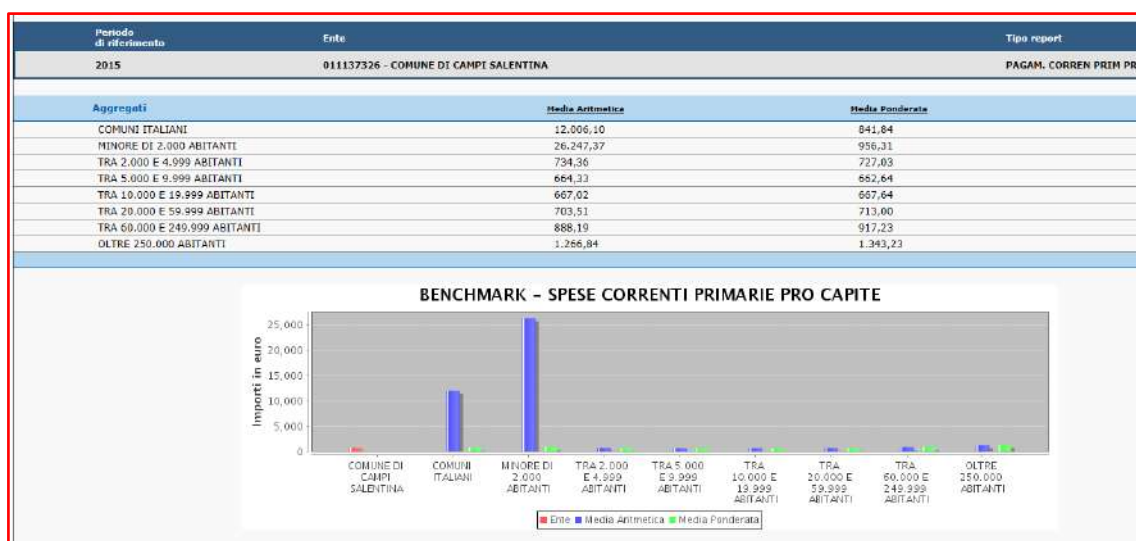 Periodo di riferimento Ente Tipo report
2015 011137326 - COMUNE DI CAMPI SALENTINA PAGAM. CORREN PRIM PR
Aggregati Media Aritmetica Media Ponderata
COMUNI ITALIANI 12.006,10 841,84
MINORE DI 2.000 ABITANTI 26.247,37 956,31
TRA 2.000 E 4.999 ABITANTI 734,36 727,03
TRA 5.000 E 9.999 ABITANTI 664,33 662,64
TRA 10.000 E 19.999 ABITANTI 667,02 667,64
TRA 20.000 E 59.999 ABITANTI 703,51 713,00
TRA 60.000 E 249.999 ABITANTI 888,19 917,23
OLTRE 250.000 ABITANTI 1.266,84 1.343,23
BENCHMARK - SPESE CORRENTI PRIMARIE PRO CAPITE
Importi in euro
25,000
20,000
15,000
10,000
5,000
0
COMUNE DI CAMPI SALENTINA
COMUNI ITALIANI
MINORE DI 2.000 ABITANTI
TRA 2.000 E 4.999 ABITANTI
TRA 5.000 E 9.999 ABITANTI
TRA 10.000 E 19.999 ABITANTI
TRA 20.000 E 59.999 ABITANTI
TRA 60.000 E 249.999 ABITANTI
OLTRE 250.000 ABITANTI
Ente Media Aritmetica Media Ponderata